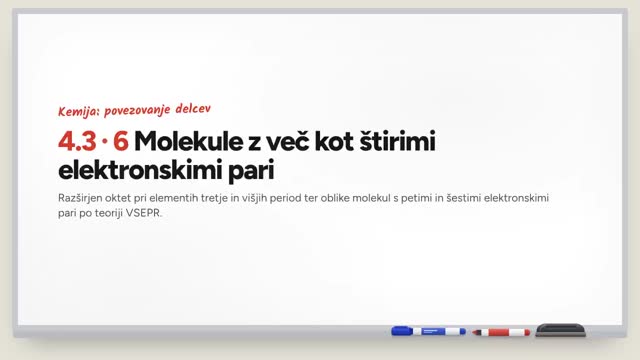 Kemija: povezovanje delcev
4.3 · 6 Molekule z več kot štirimi
elektronskimi pari
Razširjen oktet pri elementih tretje in višjih period ter oblike molekul s petimi in šestimi elektronskimi
pari po teoriji VSEPR.